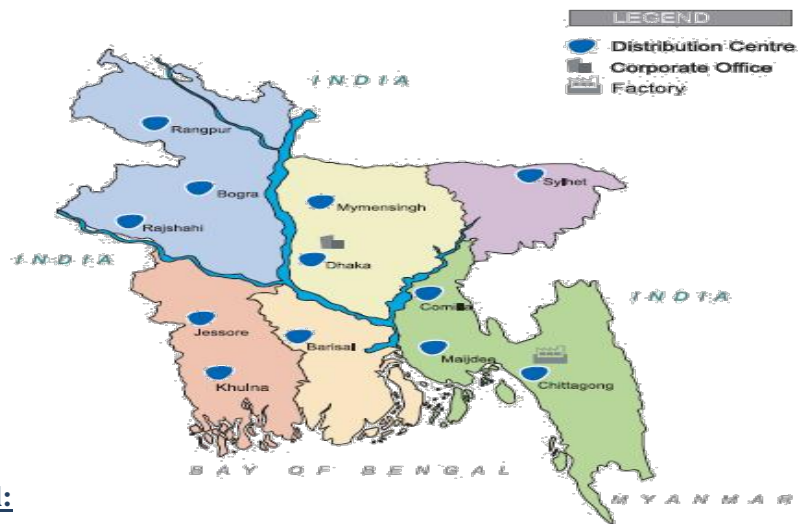 LEGEND
Distribution Centre
Corporate Office
Factory
INDIA
Rangpur
Bogra
Sylhet
Mymensingh
Rajshahi
INDIA
Dhaka
INDIA
Comilla
Jessore
Barisal
Maijdee
Khulna
Chittagong
BAY OF BENGAL
MYANMAR